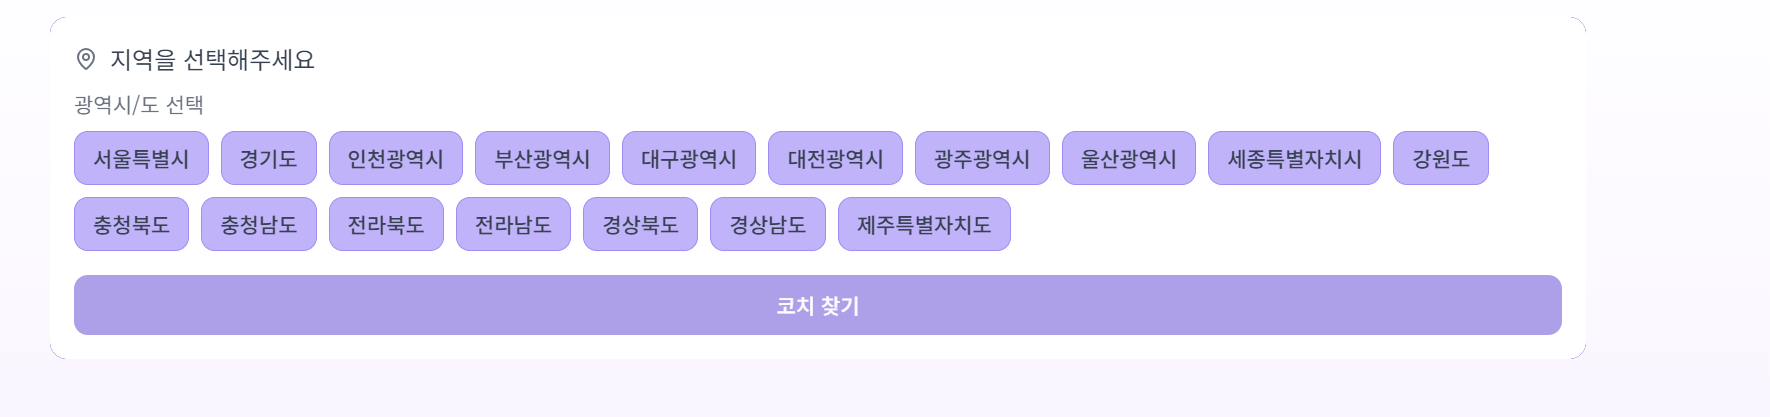 지역을 선택해주세요
광역시/도 선택
서울특별시 경기도 인천광역시 부산광역시 대구광역시 대전광역시 광주광역시 울산광역시 세종특별자치시 강원도
충청북도 충청남도 전라북도 전라남도 경상북도 경상남도 제주특별자치도
코치 찾기